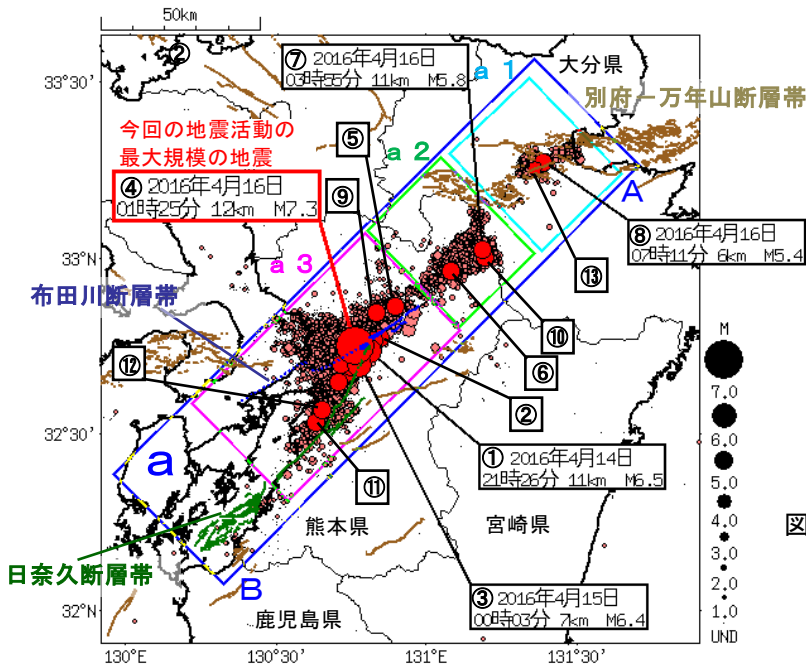 50km
②
⑦ 2016年4月16日
03時55分 11km M5.8
大分県
33°30'
a 1
別府－万年山断層帯
今回の地震活動の
最大規模の地震
⑤
a 2
④ 2016年4月16日
01時25分 12km M7.3
⑨
A
⑧ 2016年4月16日
07時11分 6km M5.4
33°N
a 3
⑬
布田川断層帯
⑩
M
⑫
⑥
7.0
②
6.0
32°30'
a
① 2016年4月14日
21時26分 11km M6.5
5.0
⑪
4.0
熊本県
宮崎県
図
3.0
日奈久断層帯
B
2.0
③ 2016年4月15日
00時03分 7km M6.4
1.0
32°N
鹿児島県
UND
130°E
130°30'
131°E
131°30'